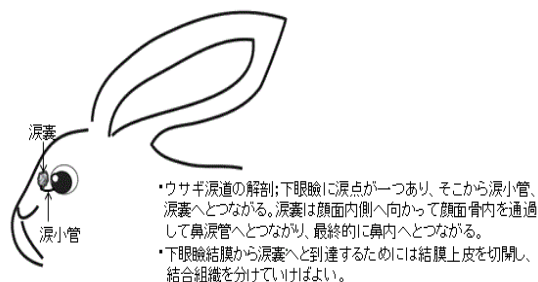 涙嚢
涙小管
・ウサギ涙道の解剖；下眼瞼に涙点が一つあり、そこから涙小管、
涙嚢へとつながる。涙嚢は顔面内側へ向かって顔面骨内を通過
して鼻涙管へとつながり、最終的に鼻内へとつながる。
・下眼瞼結膜から涙嚢へと到達するためには結膜上皮を切開し、
結合組織を分けていけばよい。